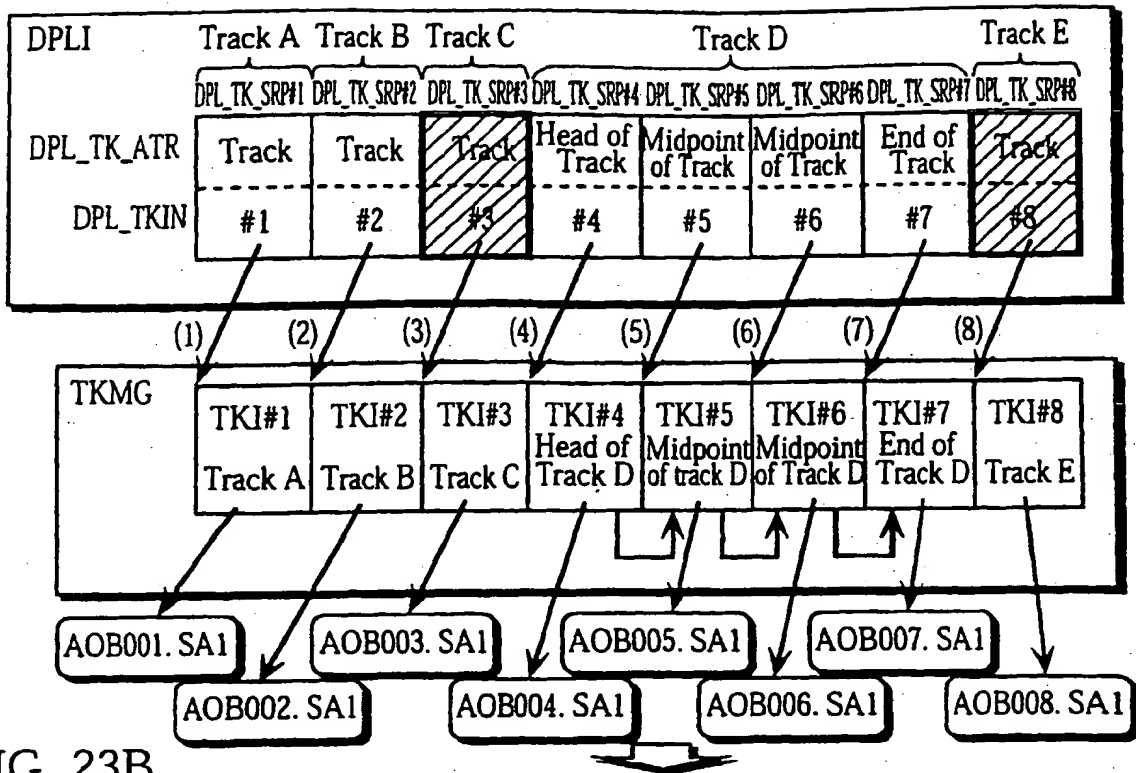 DPLI
Track A Track B Track C Track D Track E
DPL_TK_SRP#1 DPL_TK_SRP#2 DPL_TK_SRP#3 DPL_TK_SRP#4 DPL_TK_SRP#5 DPL_TK_SRP#6 DPL_TK_SRP#7 DPL_TK_SRP#8
DPL_TK_ATR Track Track Track Head of Track Midpoint of Track Midpoint of Track End of Track Track
DPL_TKIN #1 #2 #3 #4 #5 #6 #7 #8
(1) (2) (3) (4) (5) (6) (7) (8)
TKMG
TKI#1 TKI#2 TKI#3 TKI#4 TKI#5 TKI#6 TKI#7 TKI#8
Head of Midpoint Midpoint End of
Track A Track B Track C Track D of track D of Track D Track D Track E
AOB001. SA1 AOB003. SA1 AOB005. SA1 AOB007. SA1
AOB002. SA1 AOB004. SA1 AOB006. SA1 AOB008. SA1
23B